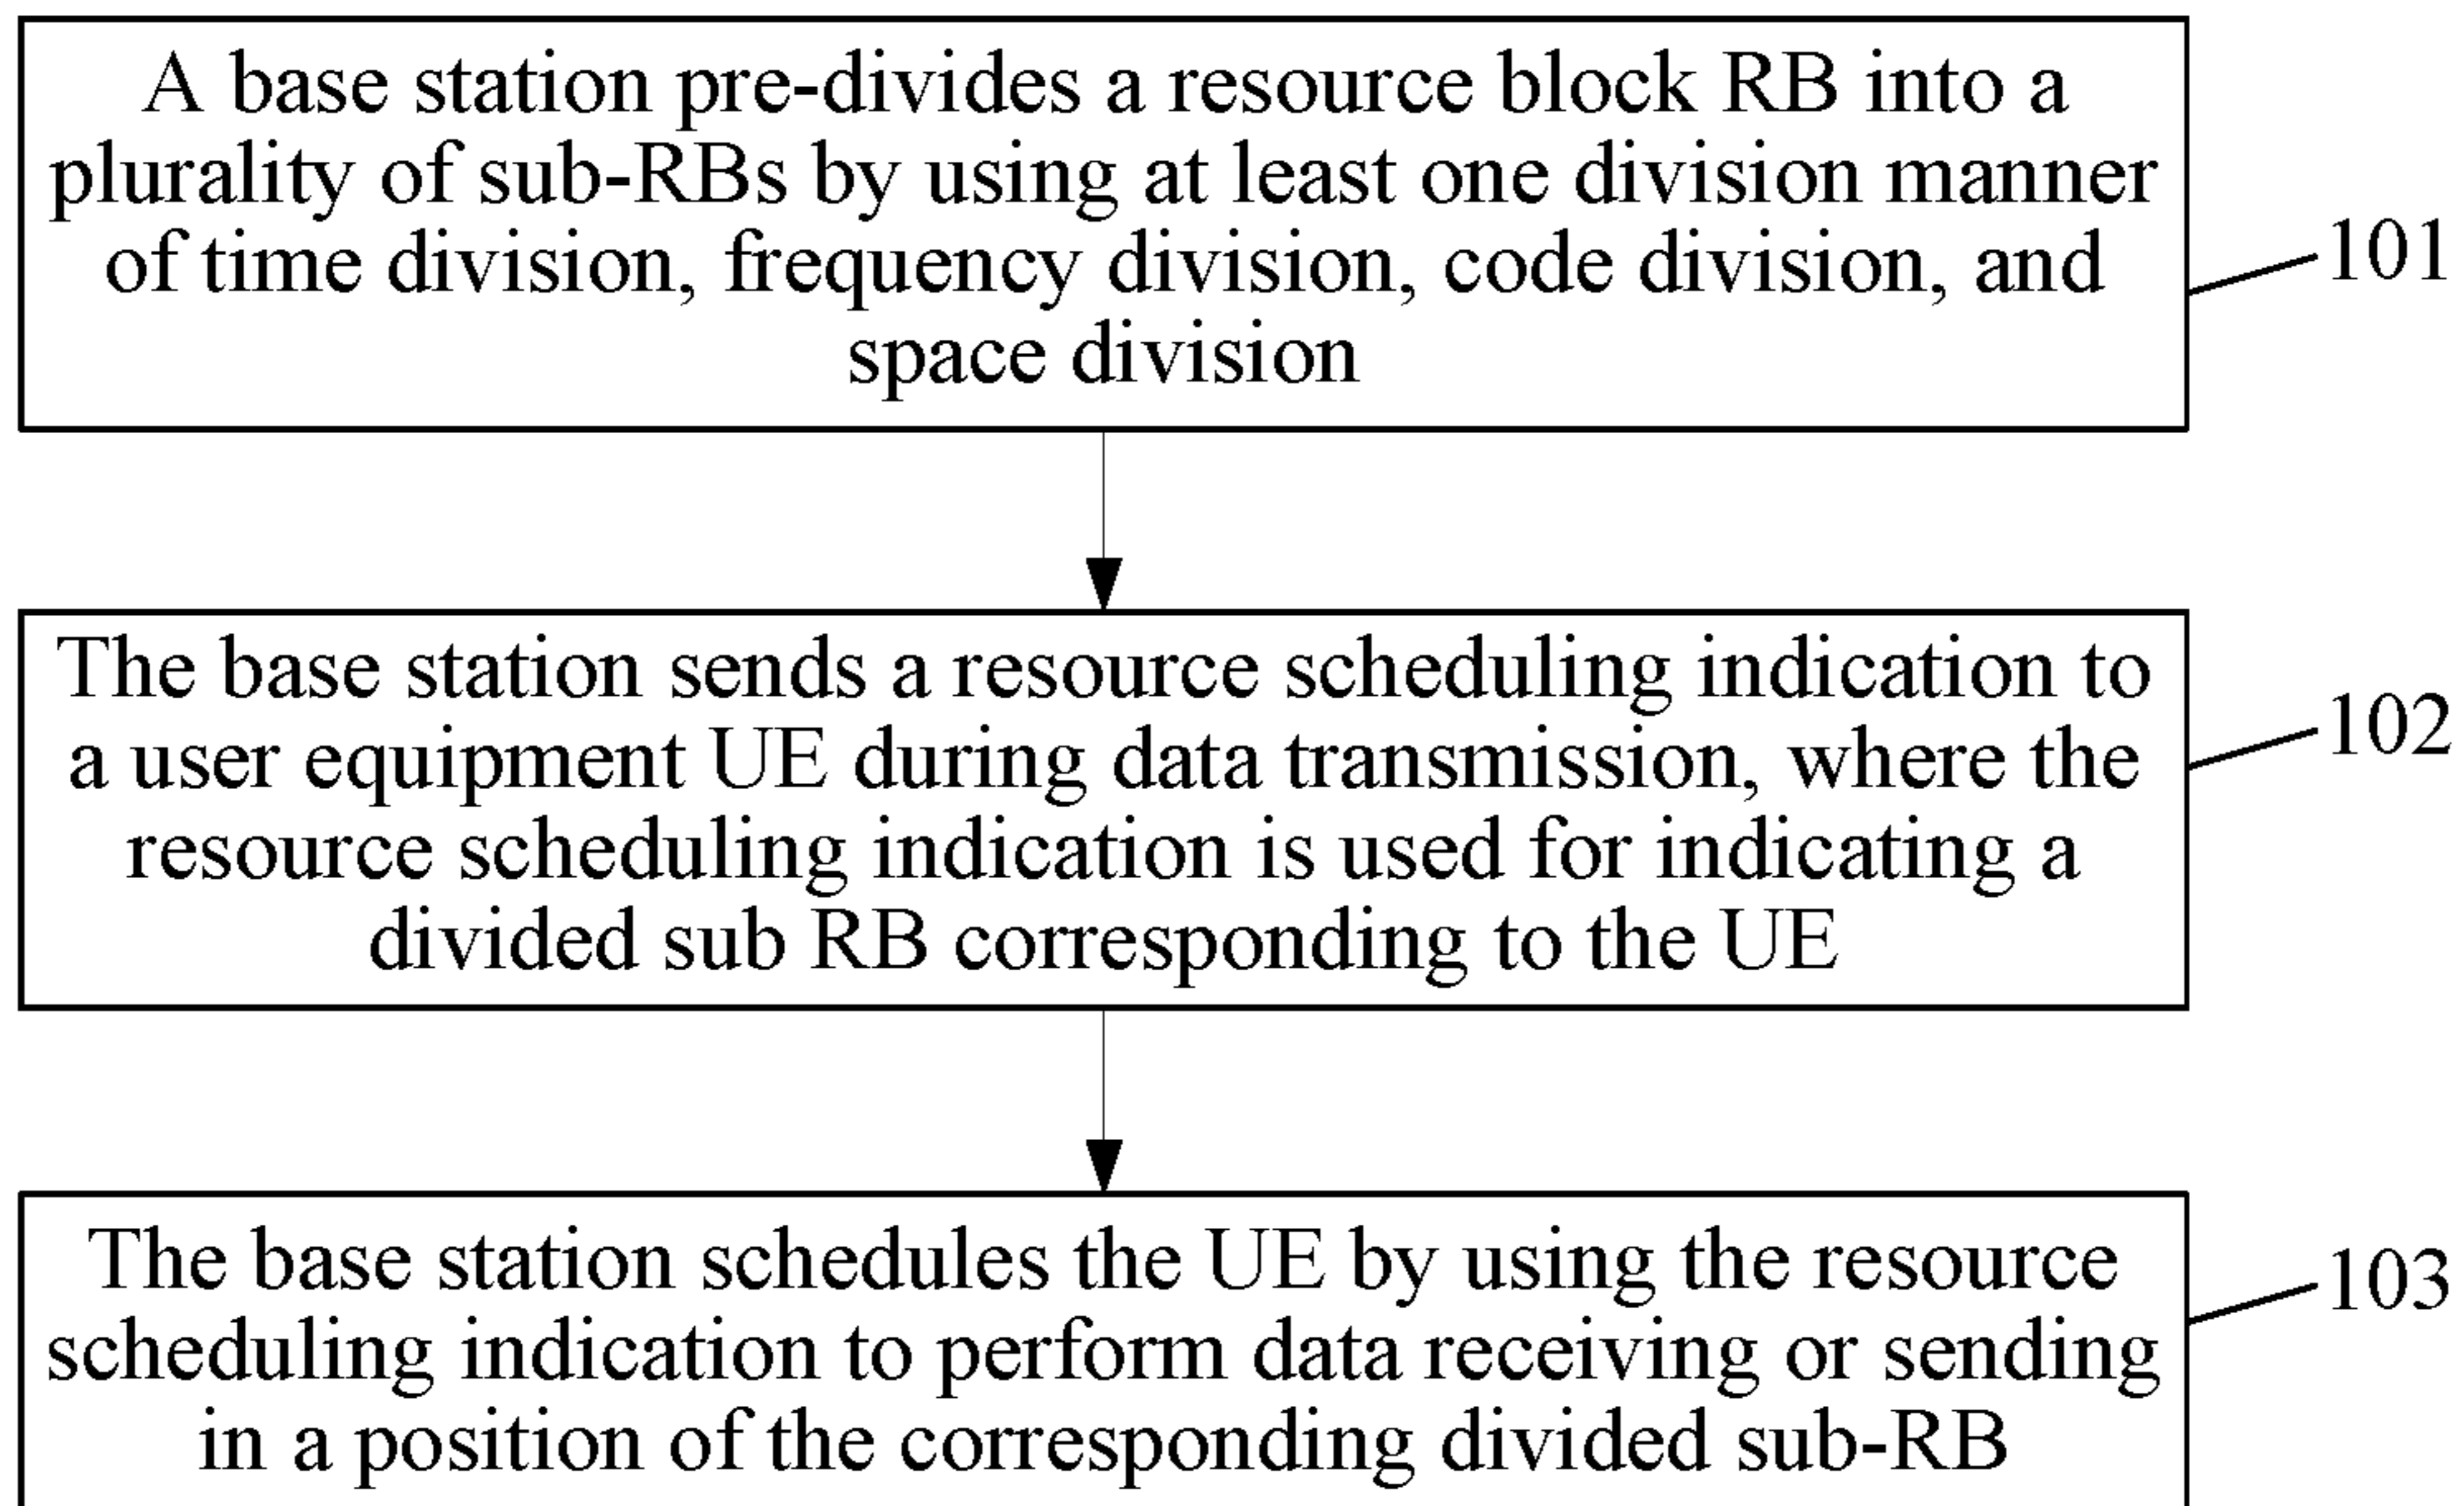 A base station pre-divides a resource block RB into a
plurality of sub-RBs by using at least one division manner
of time division, frequency division, code division, and
space division
101
The base station sends a resource scheduling indication to
a user equipment UE during data transmission, where the
resource scheduling indication is used for indicating a
divided sub RB corresponding to the UE
102
The base station schedules the UE by using the resource
scheduling indication to perform data receiving or sending
in a position of the corresponding divided sub-RB
103